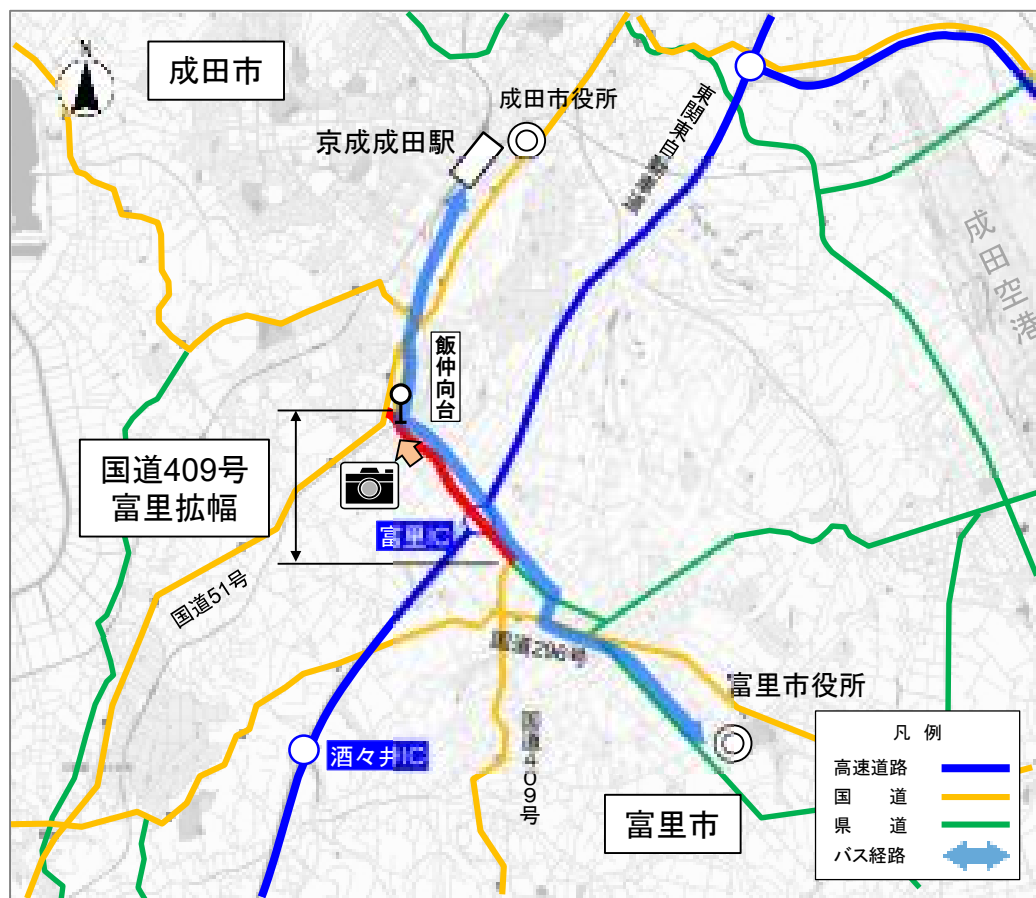 N
成田市
成田市役所
京成成田駅
東関東自動車道
成田空港
飯仲向台
国道409号
富里拡幅
富里IC
国道51号
国道296号
富里市役所
国道409号
酒々井IC
富里市
凡 例
高速道路
国 道
県 道
バス経路